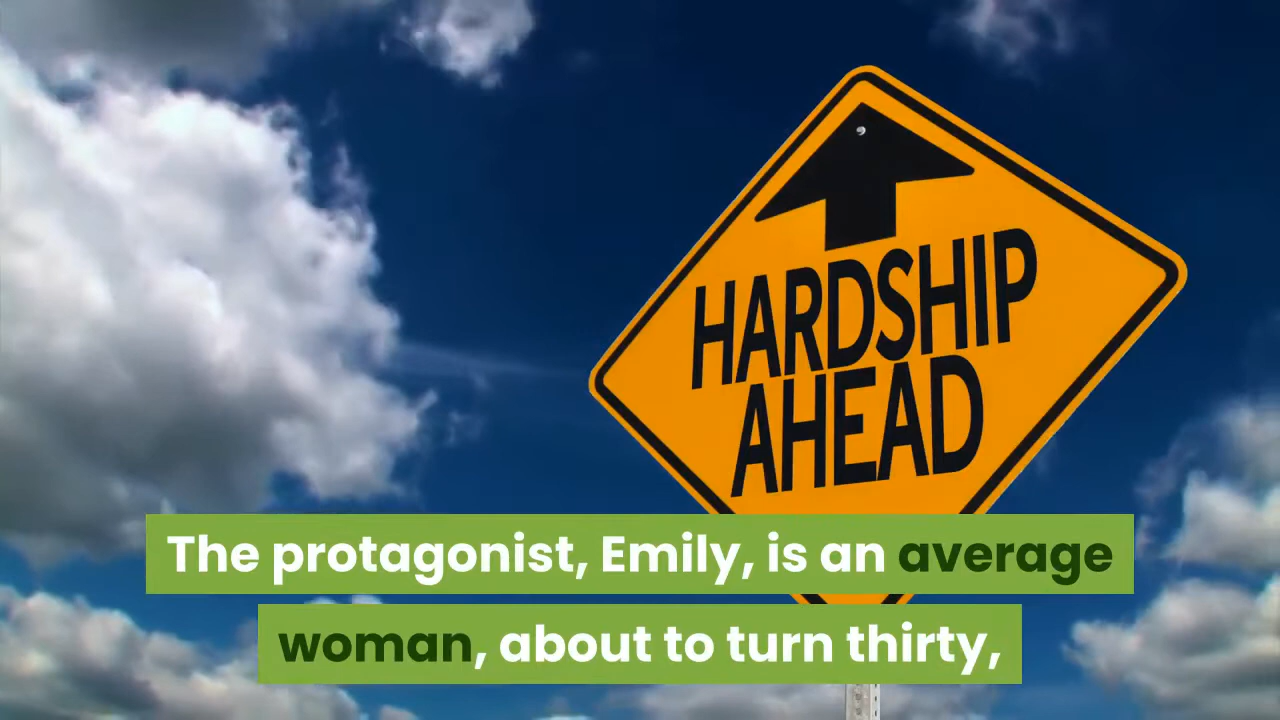 HARDSHIP
AHEAD
The protagonist, Emily, is an average
woman, about to turn thirty,